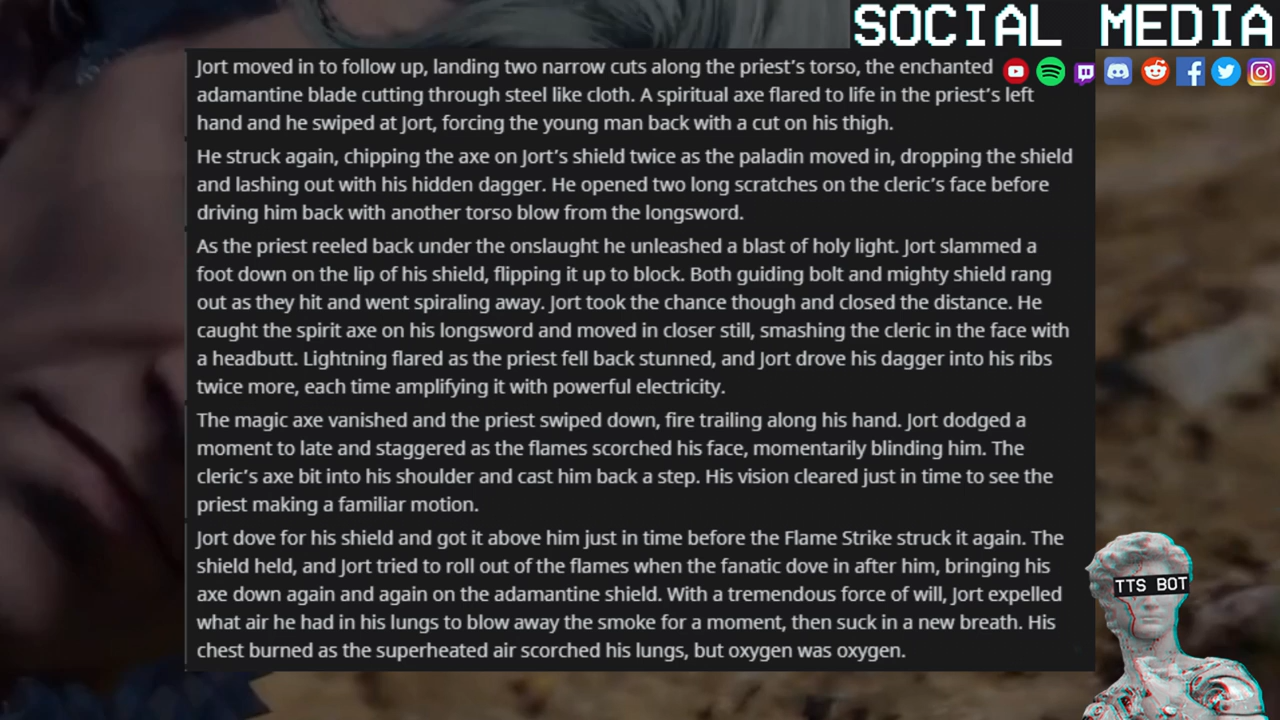 SOCIAL MEDIA
Jort moved in to follow up, landing two narrow cuts along the priest's torso, the enchanted
adamantine blade cutting through steel like cloth. A spiritual axe flared to life in the priest's left
hand and he swiped at Jort, forcing the young man back with a cut on his thigh.
He struck again, chipping the axe on Jort's shield twice as the paladin moved in, dropping the shield
and lashing out with his hidden dagger. He opened two long scratches on the cleric's face before
driving him back with another torso blow from the longsword.
As the priest reeled back under the onslaught he unleashed a blast of holy light. Jort slammed a
foot down on the lip of his shield, flipping it up to block. Both guiding bolt and mighty shield rang
out as they hit and went spiraling away. Jort took the chance though and closed the distance. He
caught the spirit axe on his longsword and moved in closer still, smashing the cleric in the face with
a headbutt. Lightning flared as the priest fell back stunned, and Jort drove his dagger into his ribs
twice more, each time amplifying it with powerful electricity.
The magic axe vanished and the priest swiped down, fire trailing along his hand. Jort dodged a
moment to late and staggered as the flames scorched his face, momentarily blinding him. The
cleric's axe bit into his shoulder and cast him back a step. His vision cleared just in time to see the
priest making a familiar motion.
Jort dove for his shield and got it above him just in time before the Flame Strike struck it again. The
shield held, and Jort tried to roll out of the flames when the fanatic dove in after him, bringing his
axe down again and again on the adamantine shield. With a tremendous force of will, Jort expelled
what air he had in his lungs to blow away the smoke for a moment, then suck in a new breath. His
chest burned as the superheated air scorched his lungs, but oxygen was oxygen.
TTS BOT